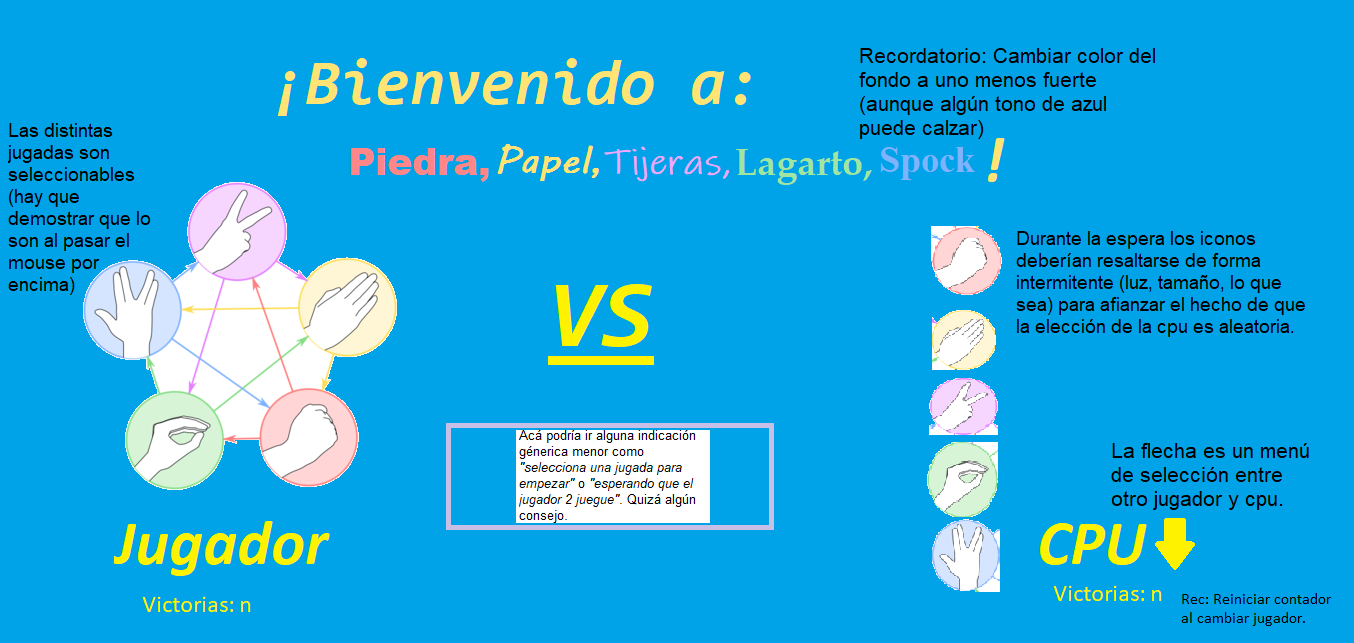 ¡Bienvenido a:
Recordatorio: Cambiar color del
fondo a uno menos fuerte
(aunque algún tono de azul
puede calzar)
Piedra, Papel, Tijeras, Lagarto, Spock !
Las distintas
jugadas son
seleccionables
(hay que
demostrar que lo
son al pasar el
mouse por
encima)
VS
Durante la espera los iconos
deberían resaltarse de forma
intermitente (luz, tamaño, lo que
sea) para afianzar el hecho de que
la elección de la cpu es aleatoria.
Acá podría ir alguna indicación
génerica menor como
"selecciona una jugada para
empezar" o "esperando que el
jugador 2 juegue". Quizá algún
consejo.
La flecha es un menú
de selección entre
otro jugador y cpu.
Jugador
Victorias: n
CPU
Victorias: n
Rec: Reiniciar contador
al cambiar jugador.